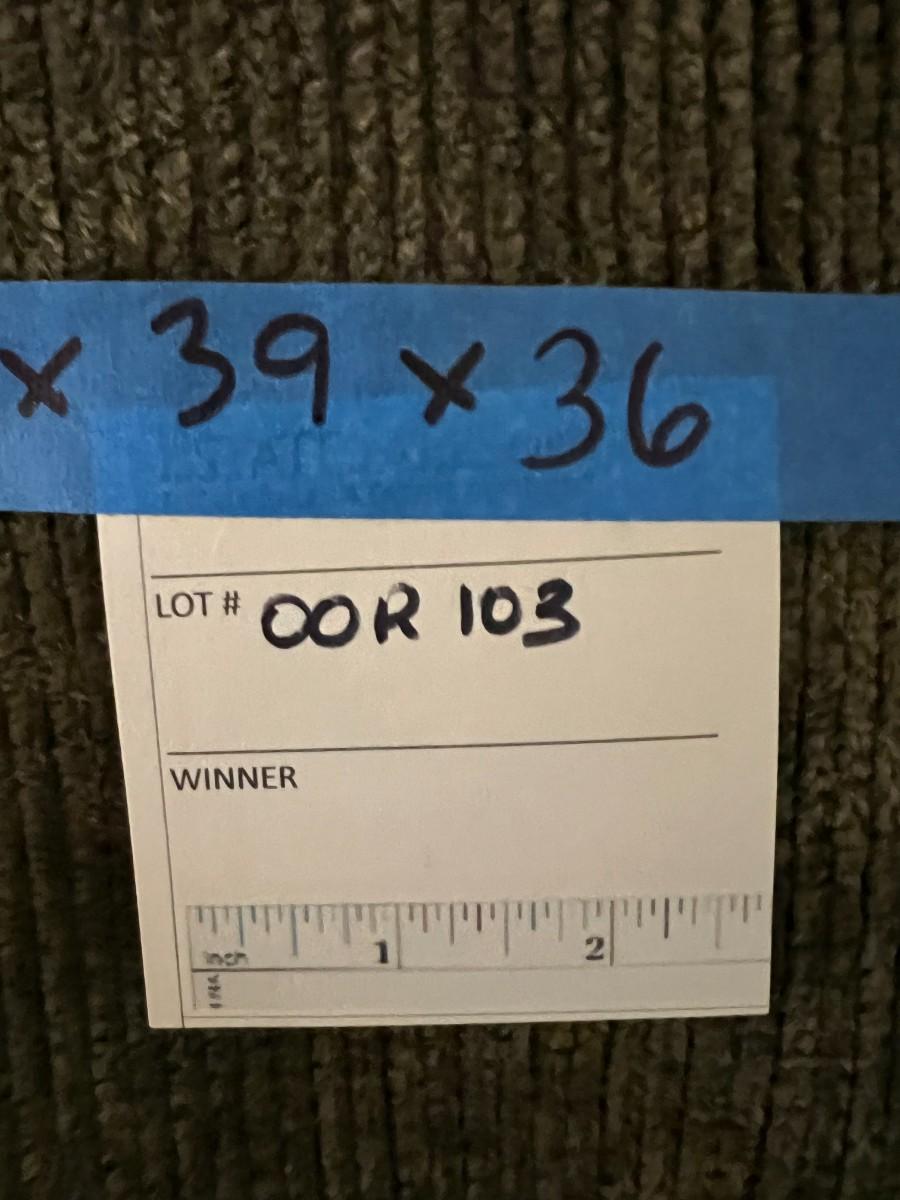 x 39 x 36
LOT # OOR 103
WINNER
1 2
inch